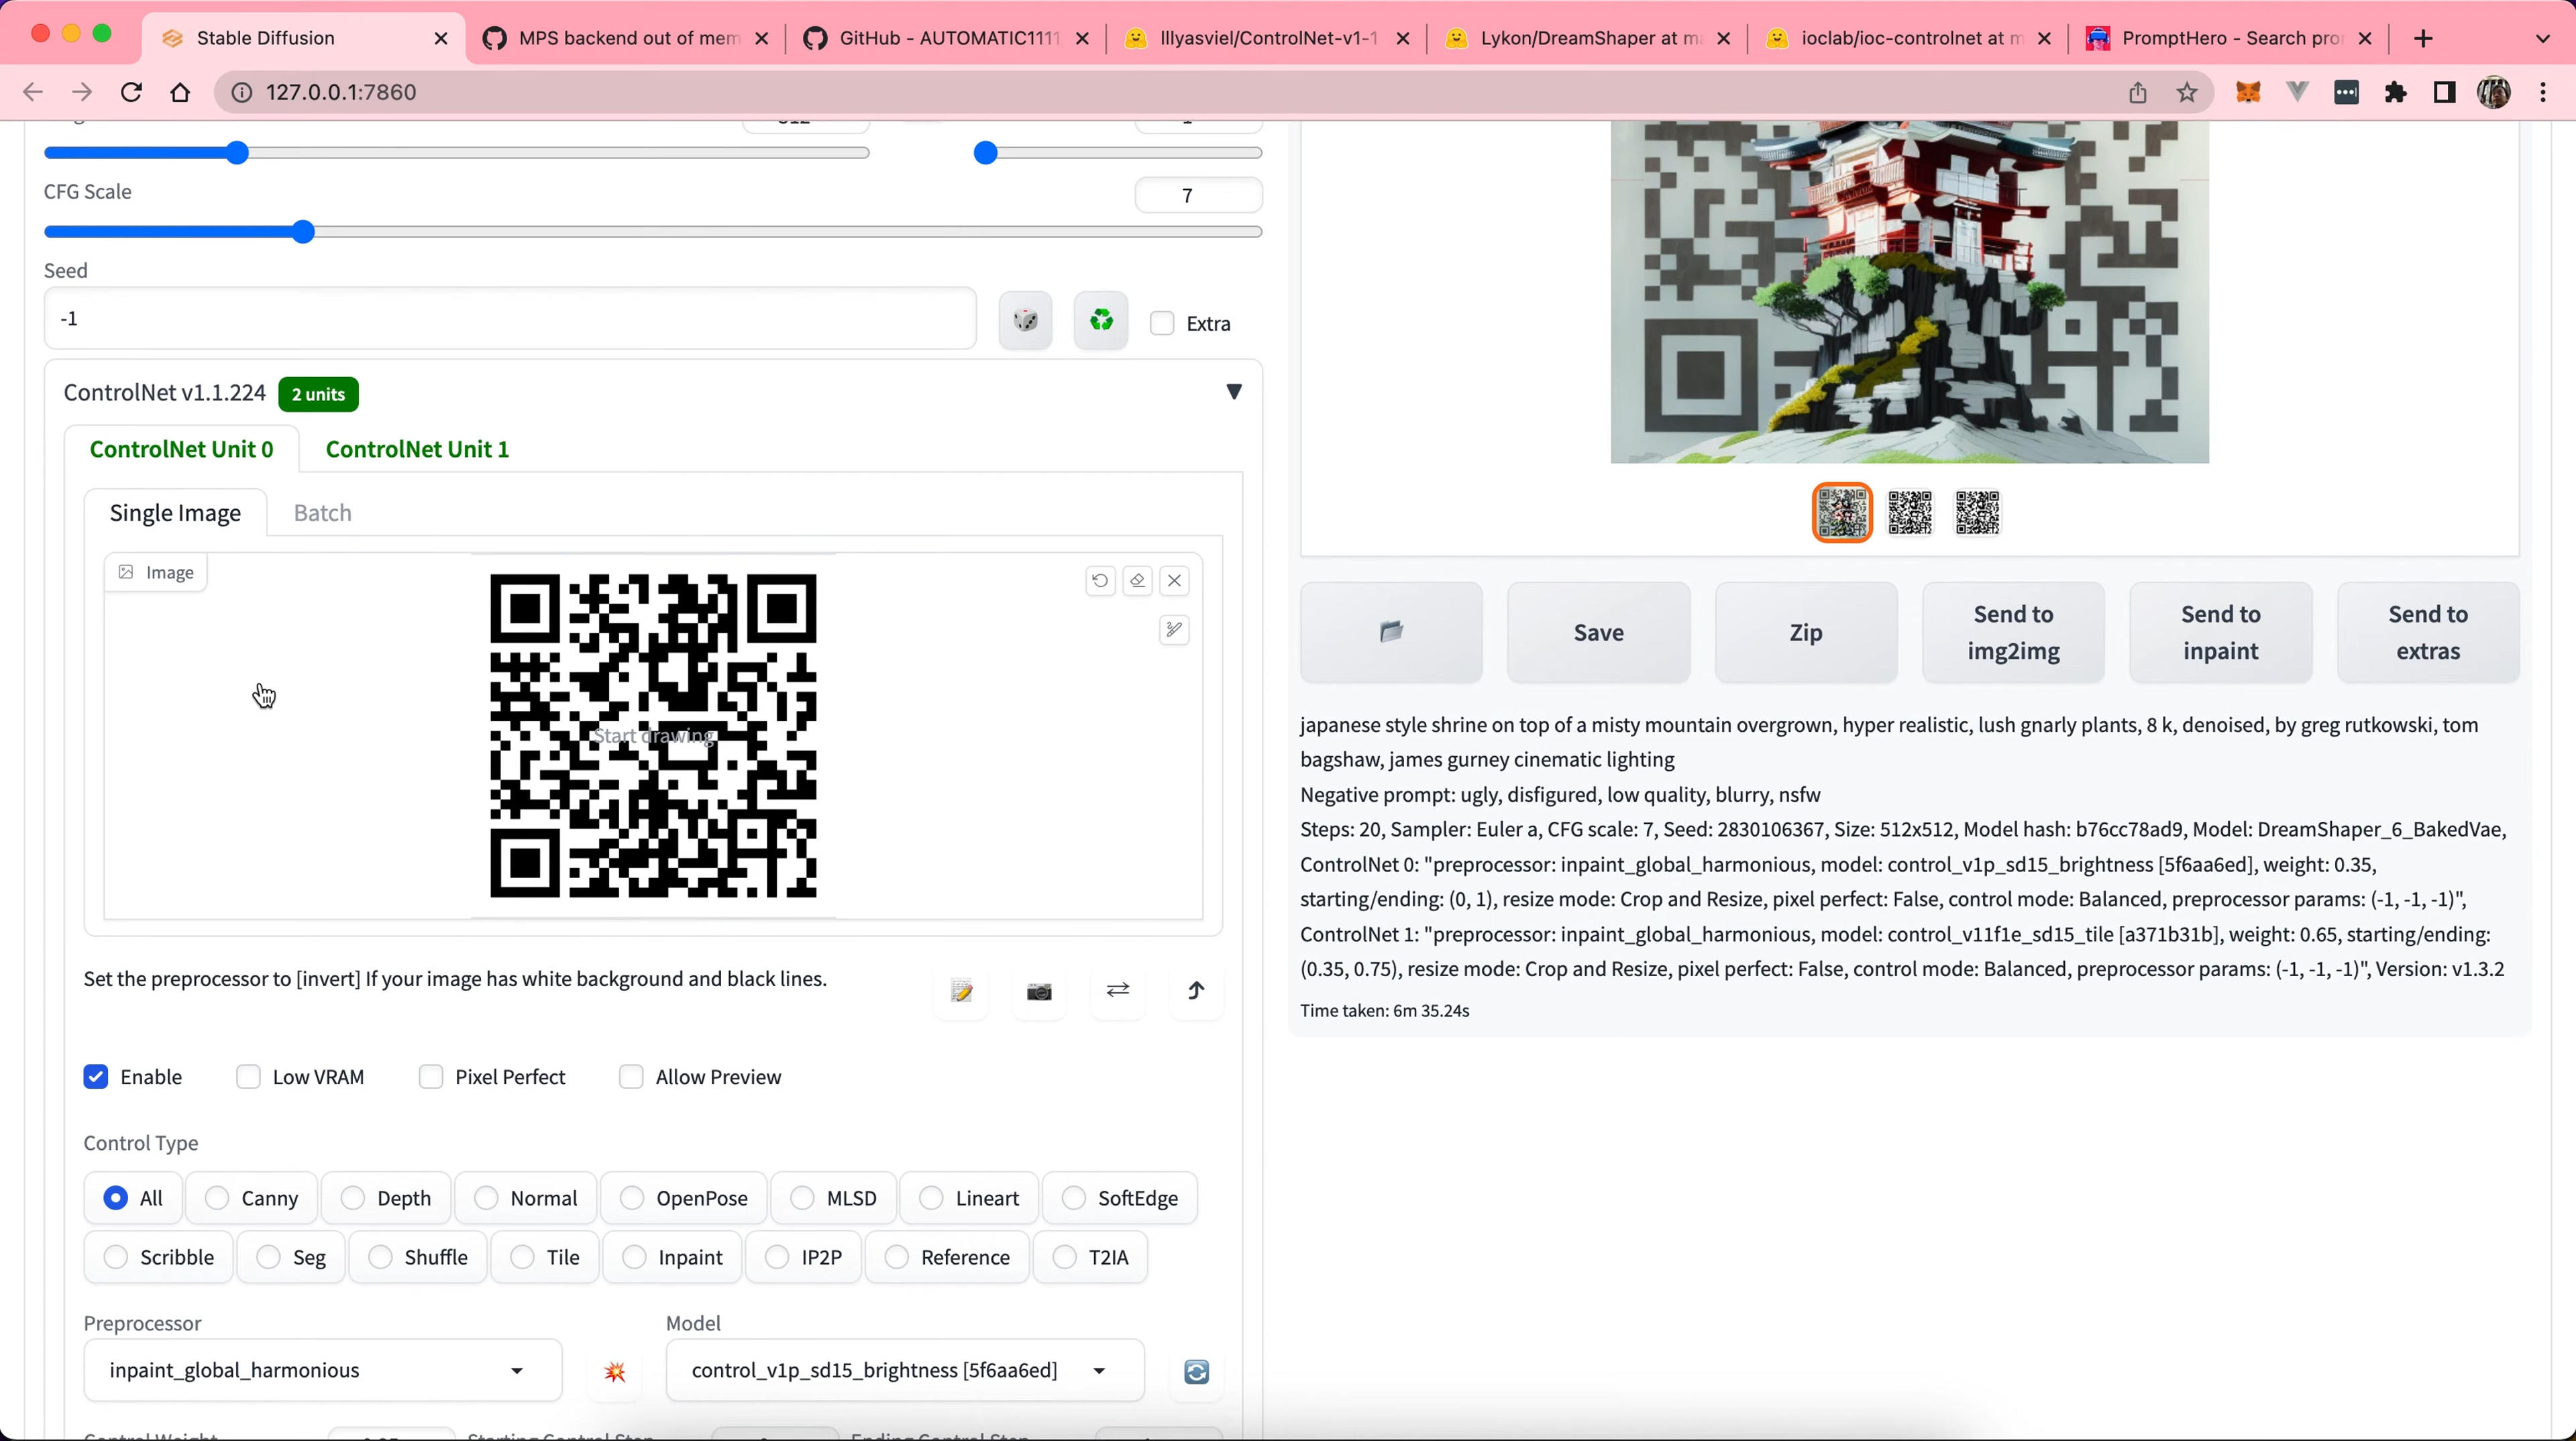 Stable Diffusion
MPS backend out of mem
GitHub - AUTOMATIC1111
lllyasviel/ControlNet-v1-1
Lykon/DreamShaper at ma
ioclab/ioc-controlnet at m
PromptHero - Search pro
127.0.0.1:7860
CFG Scale
7
Seed
-1
Extra
ControlNet v1.1.224
2 units
ControlNet Unit 0
ControlNet Unit 1
Single Image
Batch
Image
Start drawing
Set the preprocessor to [invert] If your image has white background and black lines.
Enable
Low VRAM
Pixel Perfect
Allow Preview
Control Type
All
Canny
Depth
Normal
OpenPose
MLSD
Lineart
SoftEdge
Scribble
Seg
Shuffle
Tile
Inpaint
IP2P
Reference
T2IA
Preprocessor
Model
inpaint_global_harmonious
control_v1p_sd15_brightness [5f6aa6ed]
Save
Zip
Send to
img2img
Send to
inpaint
Send to
extras
japanese style shrine on top of a misty mountain overgrown, hyper realistic, lush gnarly plants, 8 k, denoised, by greg rutkowski, tom
bagshaw, james gurney cinematic lighting
Negative prompt: ugly, disfigured, low quality, blurry, nsfw
Steps: 20, Sampler: Euler a, CFG scale: 7, Seed: 2830106367, Size: 512x512, Model hash: b76cc78ad9, Model: DreamShaper_6_BakedVae,
ControlNet 0: "preprocessor: inpaint_global_harmonious, model: control_v1p_sd15_brightness [5f6aa6ed], weight: 0.35,
starting/ending: (0, 1), resize mode: Crop and Resize, pixel perfect: False, control mode: Balanced, preprocessor params: (-1, -1, -1)",
ControlNet 1: "preprocessor: inpaint_global_harmonious, model: control_v11f1e_sd15_tile [a371b31b], weight: 0.65, starting/ending:
(0.35, 0.75), resize mode: Crop and Resize, pixel perfect: False, control mode: Balanced, preprocessor params: (-1, -1, -1)", Version: v1.3.2
Time taken: 6m 35.24s